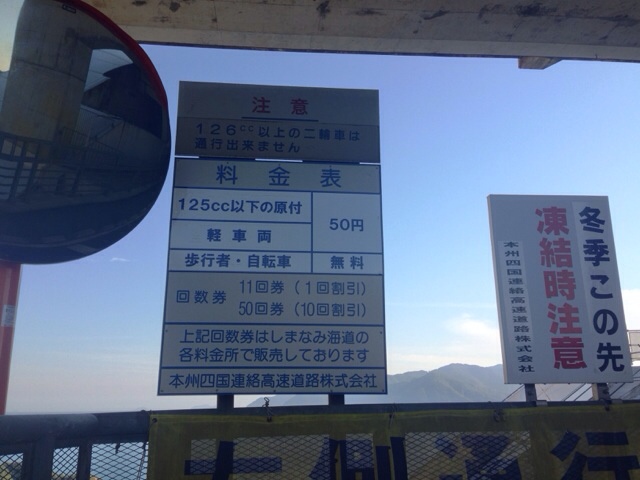 注意
126cc以上の二輪車は
通行出来ません
料金表
125cc以下の原付
軽車両
50円
歩行者・自転車 無料
回数券 11回券(1回割引)
50回券(10回割引)
上記回数券はしまなみ海道の
各料金所で販売しております
本州四国連絡高速道路株式会社
冬季この先
凍結時注意
本州四国連絡高速道路株式会社
左側通行